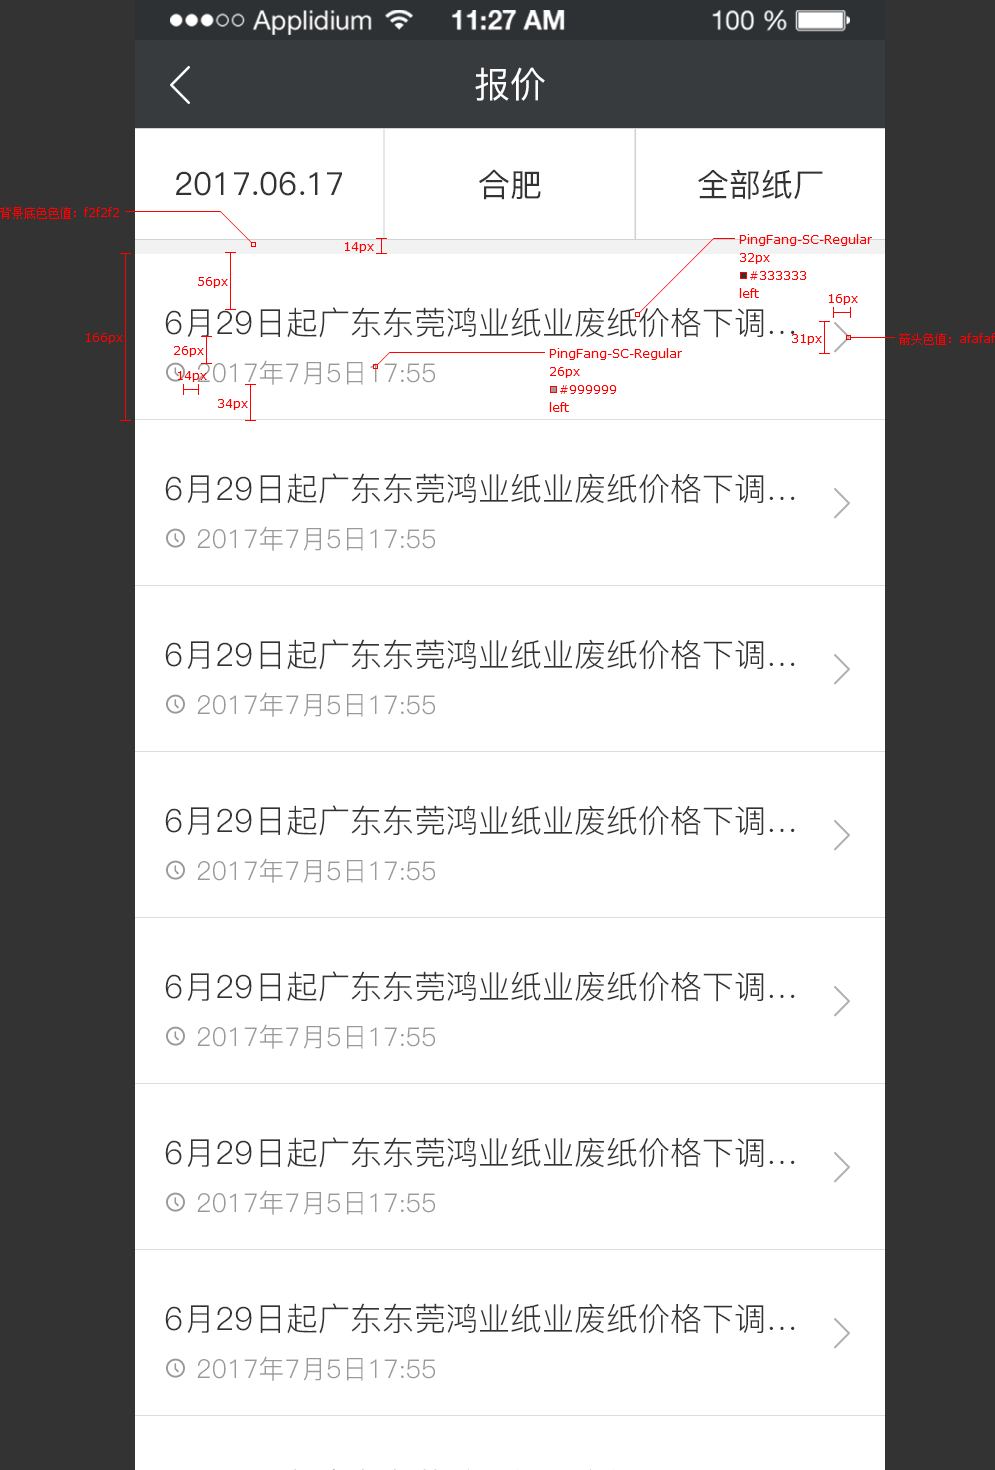 Applidium 11:27 AM 100 %
报价
2017.06.17 合肥 全部纸厂
背景底色色值：f2f2f2
14px
PingFang-SC-Regular
32px
#333333
left
56px
16px
6月29日起广东东莞鸿业纸业废纸价格下调...
166px
31px
箭头色值：afafaf
26px
PingFang-SC-Regular
26px
#999999
left
2017年7月5日17:55
14px
34px
6月29日起广东东莞鸿业纸业废纸价格下调...
2017年7月5日17:55
6月29日起广东东莞鸿业纸业废纸价格下调...
2017年7月5日17:55
6月29日起广东东莞鸿业纸业废纸价格下调...
2017年7月5日17:55
6月29日起广东东莞鸿业纸业废纸价格下调...
2017年7月5日17:55
6月29日起广东东莞鸿业纸业废纸价格下调...
2017年7月5日17:55
6月29日起广东东莞鸿业纸业废纸价格下调...
2017年7月5日17:55